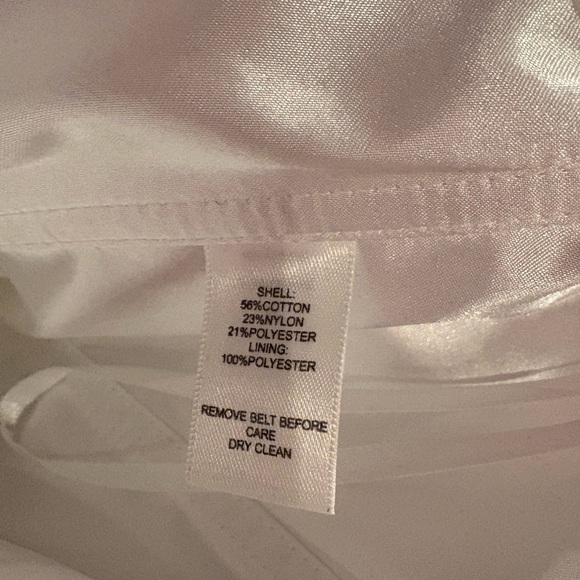 SHELL:
56%COTTON
23%NYLON
21%POLYESTER
LINING:
100%POLYESTER
REMOVE BELT BEFORE
CARE
DRY CLEAN